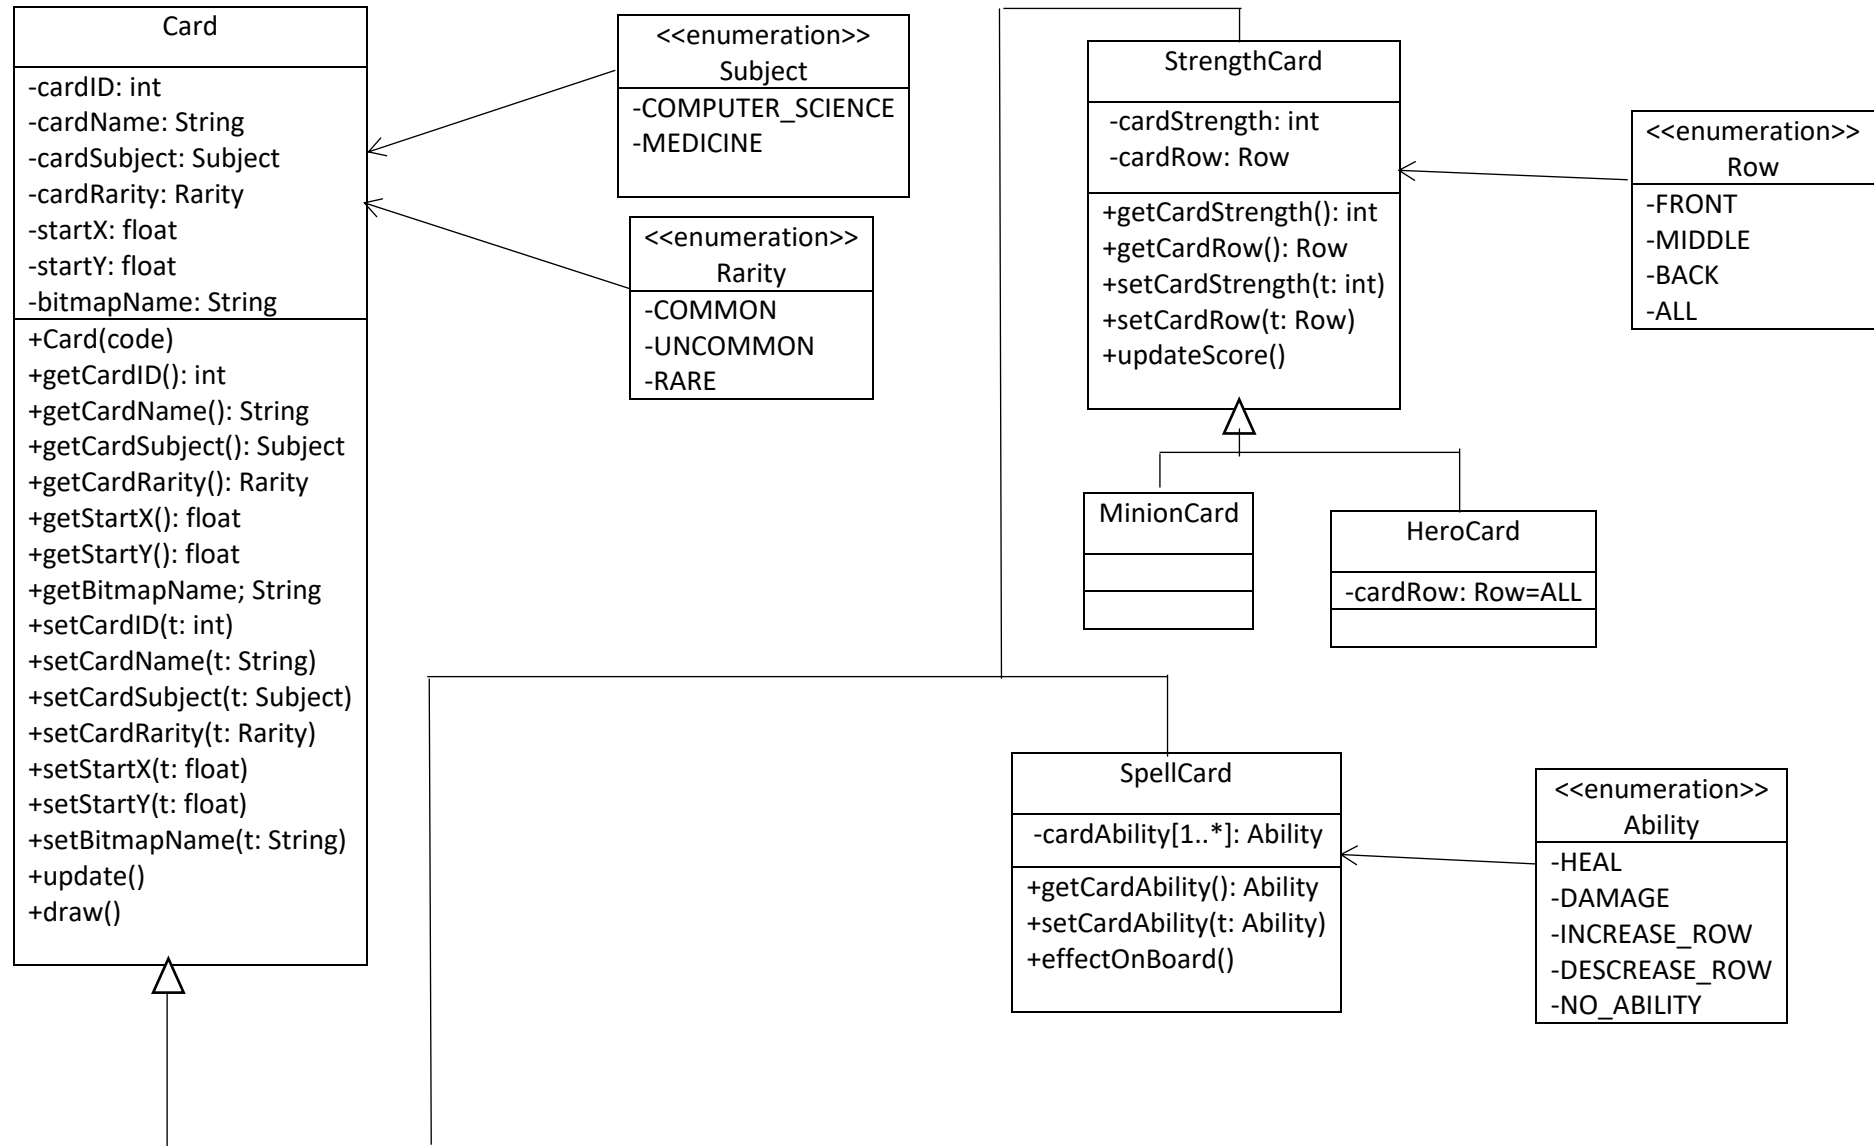 Card
-cardID: int
-cardName: String
-cardSubject: Subject
-cardRarity: Rarity
-startX: float
-startY: float
-bitmapName: String
+Card(code)
+getCardID(): int
+getCardName(): String
+getCardSubject(): Subject
+getCardRarity(): Rarity
+getStartX(): float
+getStartY(): float
+getBitmapName; String
+setCardID(t: int)
+setCardName(t: String)
+setCardSubject(t: Subject)
+setCardRarity(t: Rarity)
+setStartX(t: float)
+setStartY(t: float)
+setBitmapName(t: String)
+update()
+draw()
<<enumeration>>
Subject
-COMPUTER_SCIENCE
-MEDICINE
<<enumeration>>
Rarity
-COMMON
-UNCOMMON
-RARE
StrengthCard
-cardStrength: int
-cardRow: Row
+getCardStrength(): int
+getCardRow(): Row
+setCardStrength(t: int)
+setCardRow(t: Row)
+updateScore()
<<enumeration>>
Row
-FRONT
-MIDDLE
-BACK
-ALL
MinionCard
HeroCard
-cardRow: Row=ALL
SpellCard
-cardAbility[1..*]: Ability
+getCardAbility(): Ability
+setCardAbility(t: Ability)
+effectOnBoard()
<<enumeration>>
Ability
-HEAL
-DAMAGE
-INCREASE_ROW
-DESCREASE_ROW
-NO_ABILITY